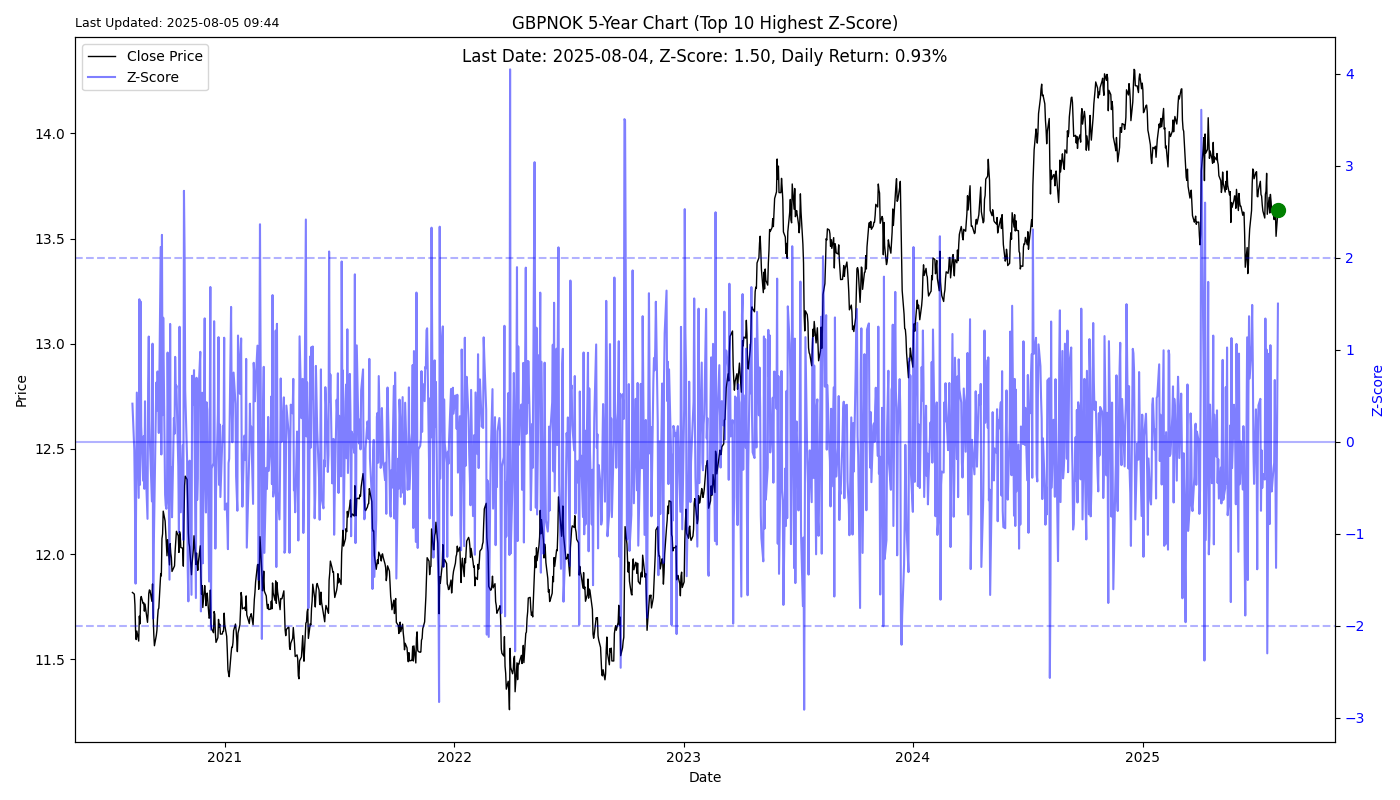 Last Updated: 2025-08-05 09:44
GBPNOK 5-Year Chart (Top 10 Highest Z-Score)
Last Date: 2025-08-04, Z-Score: 1.50, Daily Return: 0.93%
Close Price
Z-Score
14.0
13.5
13.0
12.5
12.0
11.5
Price
4
3
2
1
0
−1
−2
−3
Z-Score
2021
2022
2023
2024
2025
Date